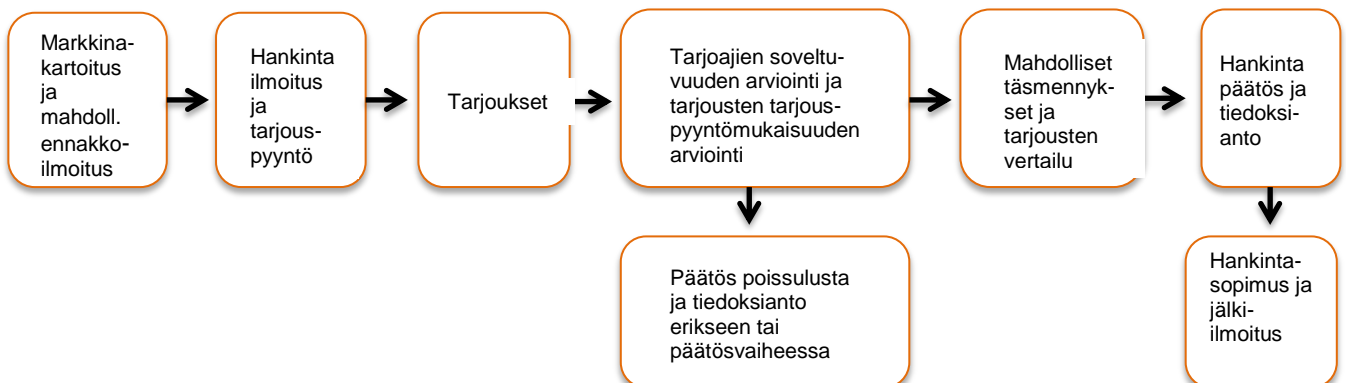 Markkina-
kartoitus
ja
mahdoll.
ennakko-
ilmoitus
Hankinta
ilmoitus
ja
tarjous-
pyyntö
Tarjoukset
Tarjoajien soveltu-
vuuden arviointi ja
tarjousten tarjous-
pyyntömukaisuuden
arviointi
Mahdolliset
täsmennyk-
set ja
tarjousten
vertailu
Hankinta
päätös ja
tiedoksi-
anto
Päätös poissulusta
ja tiedoksianto
erikseen tai
päätösvaiheessa
Hankinta-
sopimus ja
jälki-
ilmoitus